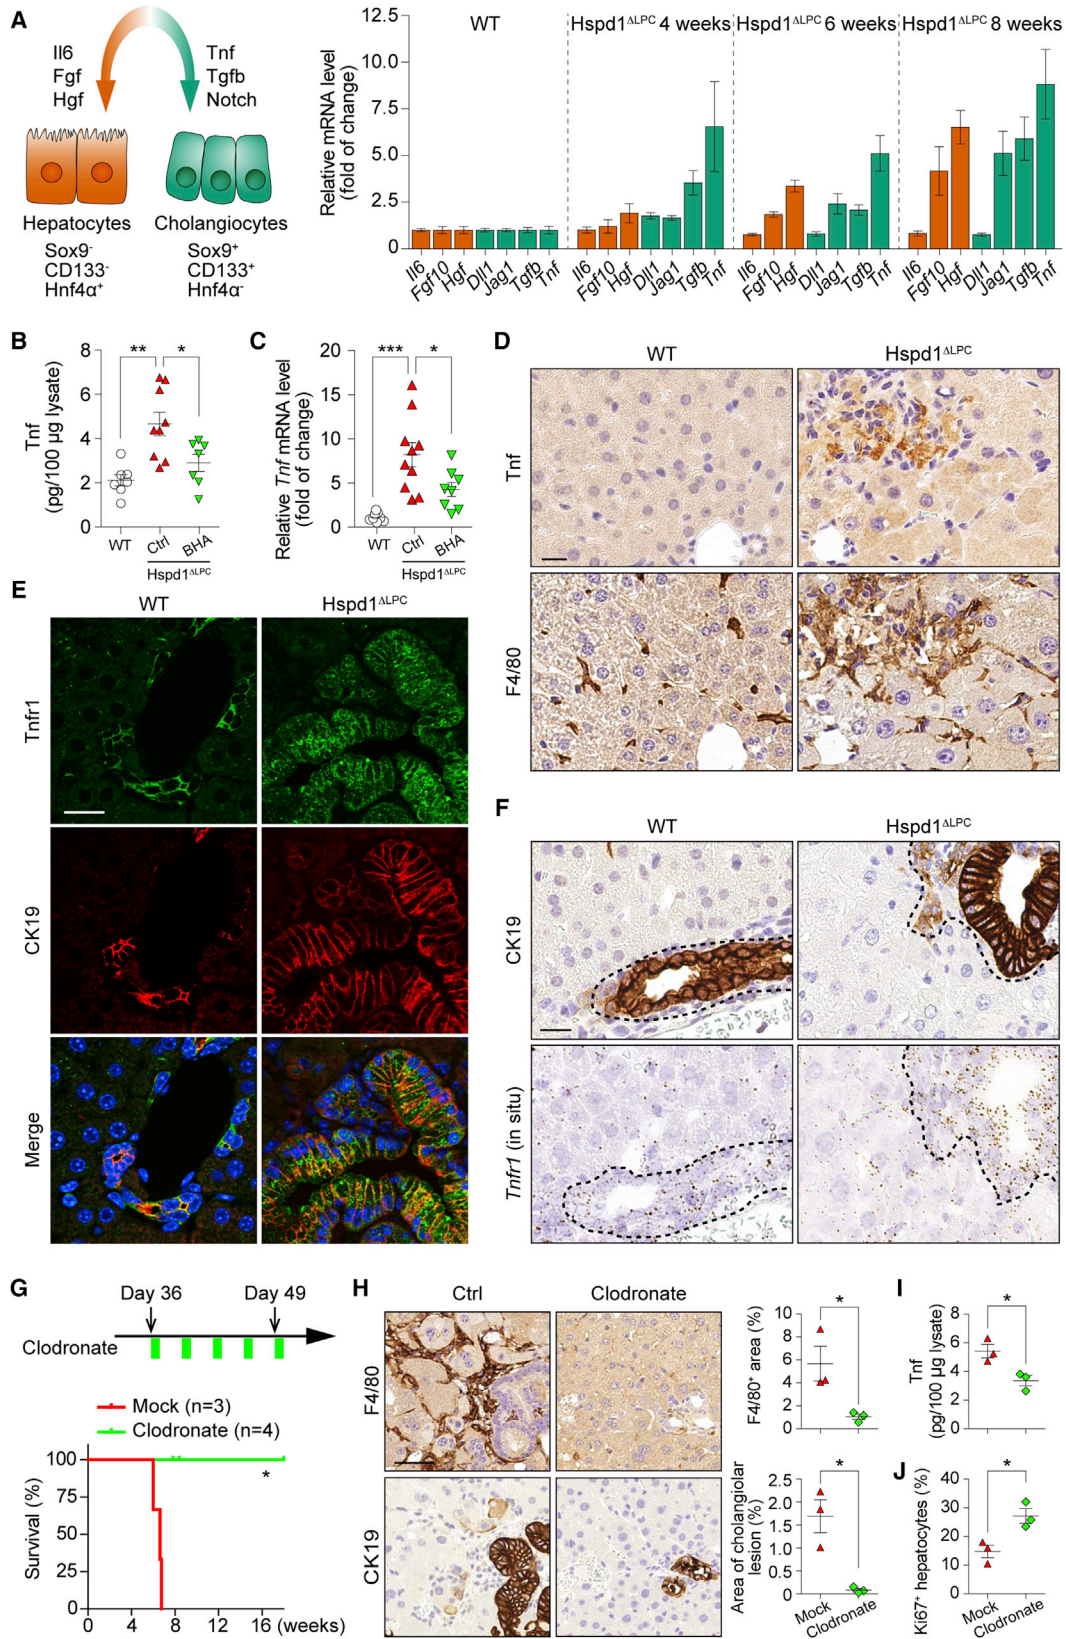 A
Il6
Fgf
Hgf
Tnf
Tgfb
Notch
Hepatocytes
Sox9-
CD133-
Hnf4α+
Cholangiocytes
Sox9+
CD133+
Hnf4α-
Relative mRNA level
(fold of change)
12.5
10.0
7.5
5.0
2.5
0
WT
Hspd1ΔLPC 4 weeks
Hspd1ΔLPC 6 weeks
Hspd1ΔLPC 8 weeks
Il6 Fgf10 Hgf Dll1 Jag1 Tgfb Tnf
Il6 Fgf10 Hgf Dll1 Jag1 Tgfb Tnf
Il6 Fgf10 Hgf Dll1 Jag1 Tgfb Tnf
Il6 Fgf10 Hgf Dll1 Jag1 Tgfb Tnf
B
Tnf
(pg/100 µg lysate)
8
6
4
2
0
** *
WT Ctrl BHA
Hspd1ΔLPC
C
Relative Tnf mRNA level
(fold of change)
20
15
10
5
0
*** *
WT Ctrl BHA
Hspd1ΔLPC
D
WT Hspd1ΔLPC
Tnf
F4/80
E
WT Hspd1ΔLPC
Tnfr1
CK19
Merge
F
WT Hspd1ΔLPC
CK19
Tnfr1 (in situ)
G
Day 36 Day 49
Clodronate
Mock (n=3)
Clodronate (n=4)
Survival (%)
100
75
50
25
0
*
0 4 8 12 16 (weeks)
H
Ctrl Clodronate
F4/80
CK19
F4/80+ area (%)
10
8
6
4
2
0
*
Area of cholangiolar
lesion (%)
2.5
2.0
1.5
1.0
0.5
0
*
Mock
Clodronate
I
Tnf
(pg/100 µg lysate)
8
6
4
2
0
*
J
Ki67+ hepatocytes (%)
40
30
20
10
0
*
Mock
Clodronate